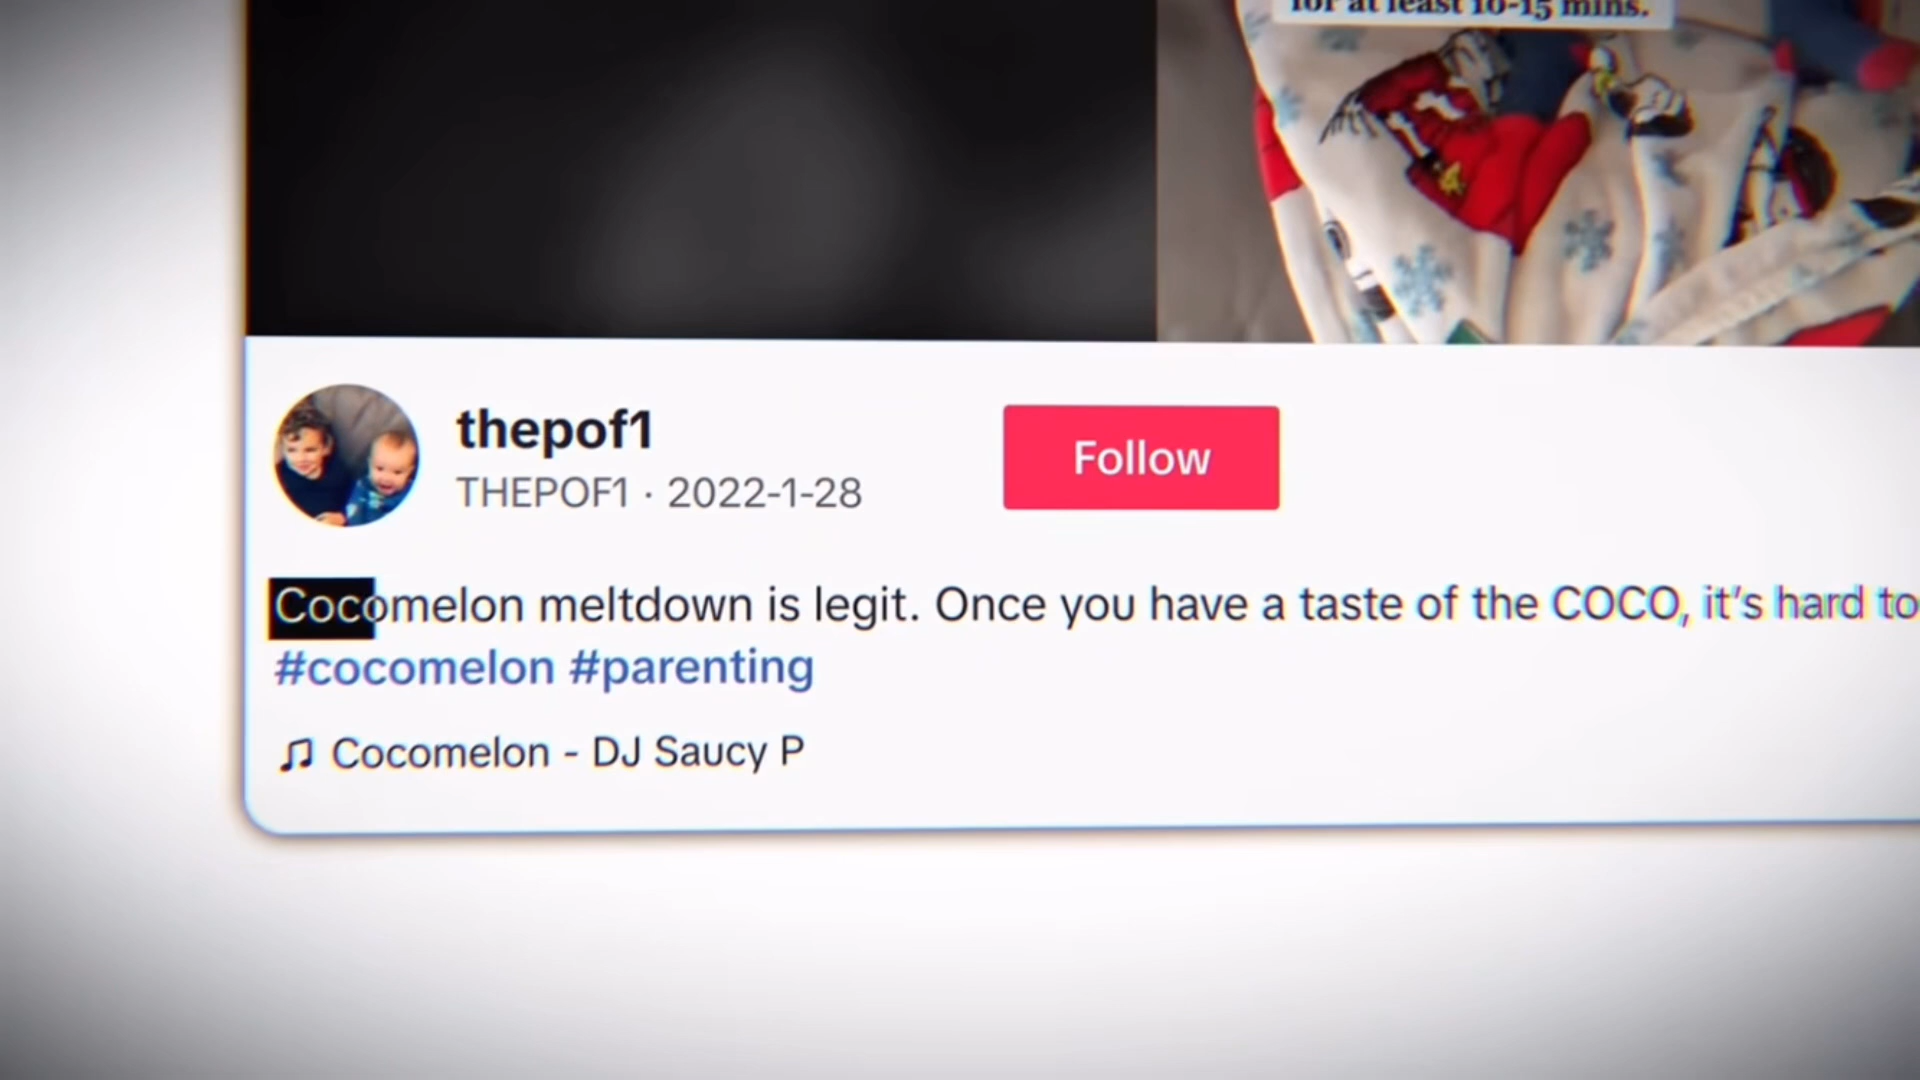 for at least 10-15 mins.
thepof1
THEPOF1 · 2022-1-28
Follow
Cocomelon meltdown is legit. Once you have a taste of the COCO, it's hard to
#cocomelon #parenting
Cocomelon - DJ Saucy P